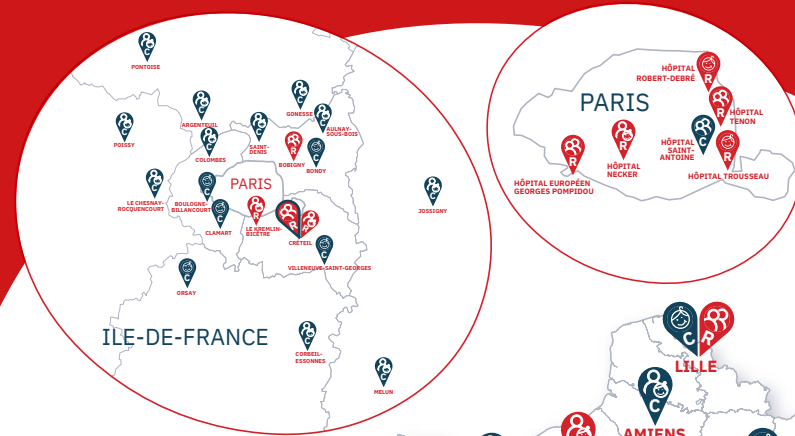 C
PONTOISE
C
ARGENTEUIL
C
GONESSE
C
AULNAY-
SOUS-BOIS
C
POISSY
C
COLOMBES
C
SAINT-
DENIS
R
BOBIGNY
C
BONDY
C
LE CHESNAY-
ROCQUENCOURT
C
BOULOGNE-
BILLANCOURT
PARIS
C
JOSSIGNY
C
CLAMART
R
LE KREMLIN-
BICÊTRE
R
R
CRÉTEIL
C
VILLENEUVE-SAINT-GEORGES
C
ORSAY
ILE-DE-FRANCE
C
CORBEIL-
ESSONNES
C
MELUN
PARIS
HÔPITAL
ROBERT-DEBRÉ
R
R
HÔPITAL
TENON
C
HÔPITAL
SAINT-
ANTOINE
R
HÔPITAL TROUSSEAU
R
HÔPITAL
NECKER
R
HÔPITAL EUROPÉEN
GEORGES POMPIDOU
C R
LILLE
C
AMIENS